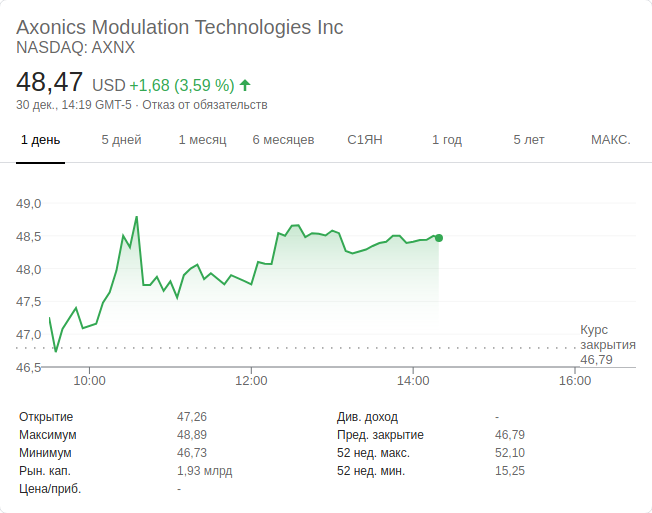 Axonics Modulation Technologies Inc
NASDAQ: AXNX
48,47 USD +1,68 (3,59 %)
30 дек., 14:19 GMT-5 · Отказ от обязательств
1 день 5 дней 1 месяц 6 месяцев С1ЯН 1 год 5 лет МАКС.
49,0
48,5
48,0
47,5
47,0
46,5
Курс
закрытия
46,79
10:00 12:00 14:00 16:00
Открытие 47,26 Див. доход -
Максимум 48,89 Пред. закрытие 46,79
Минимум 46,73 52 нед. макс. 52,10
Рын. кап. 1,93 млрд 52 нед. мин. 15,25
Цена/приб. -